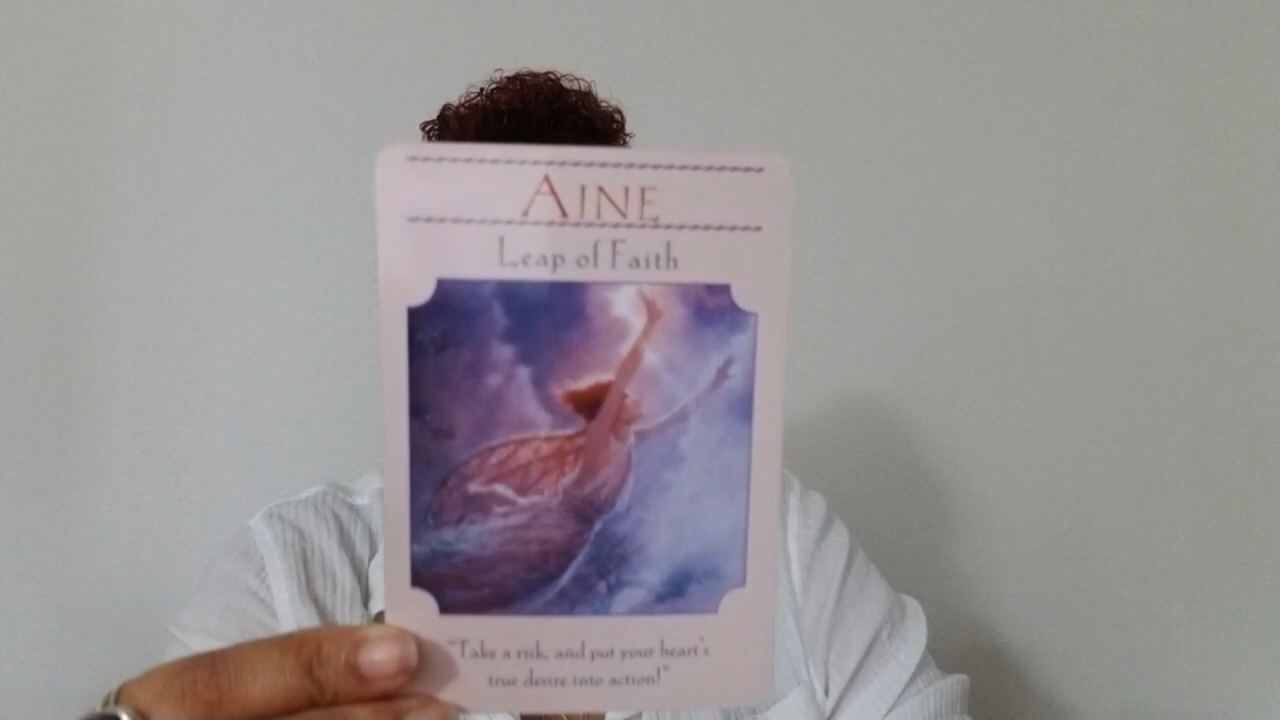 AINE
Leap of Faith
"Take a risk, and put your heart's
true desire into action!"